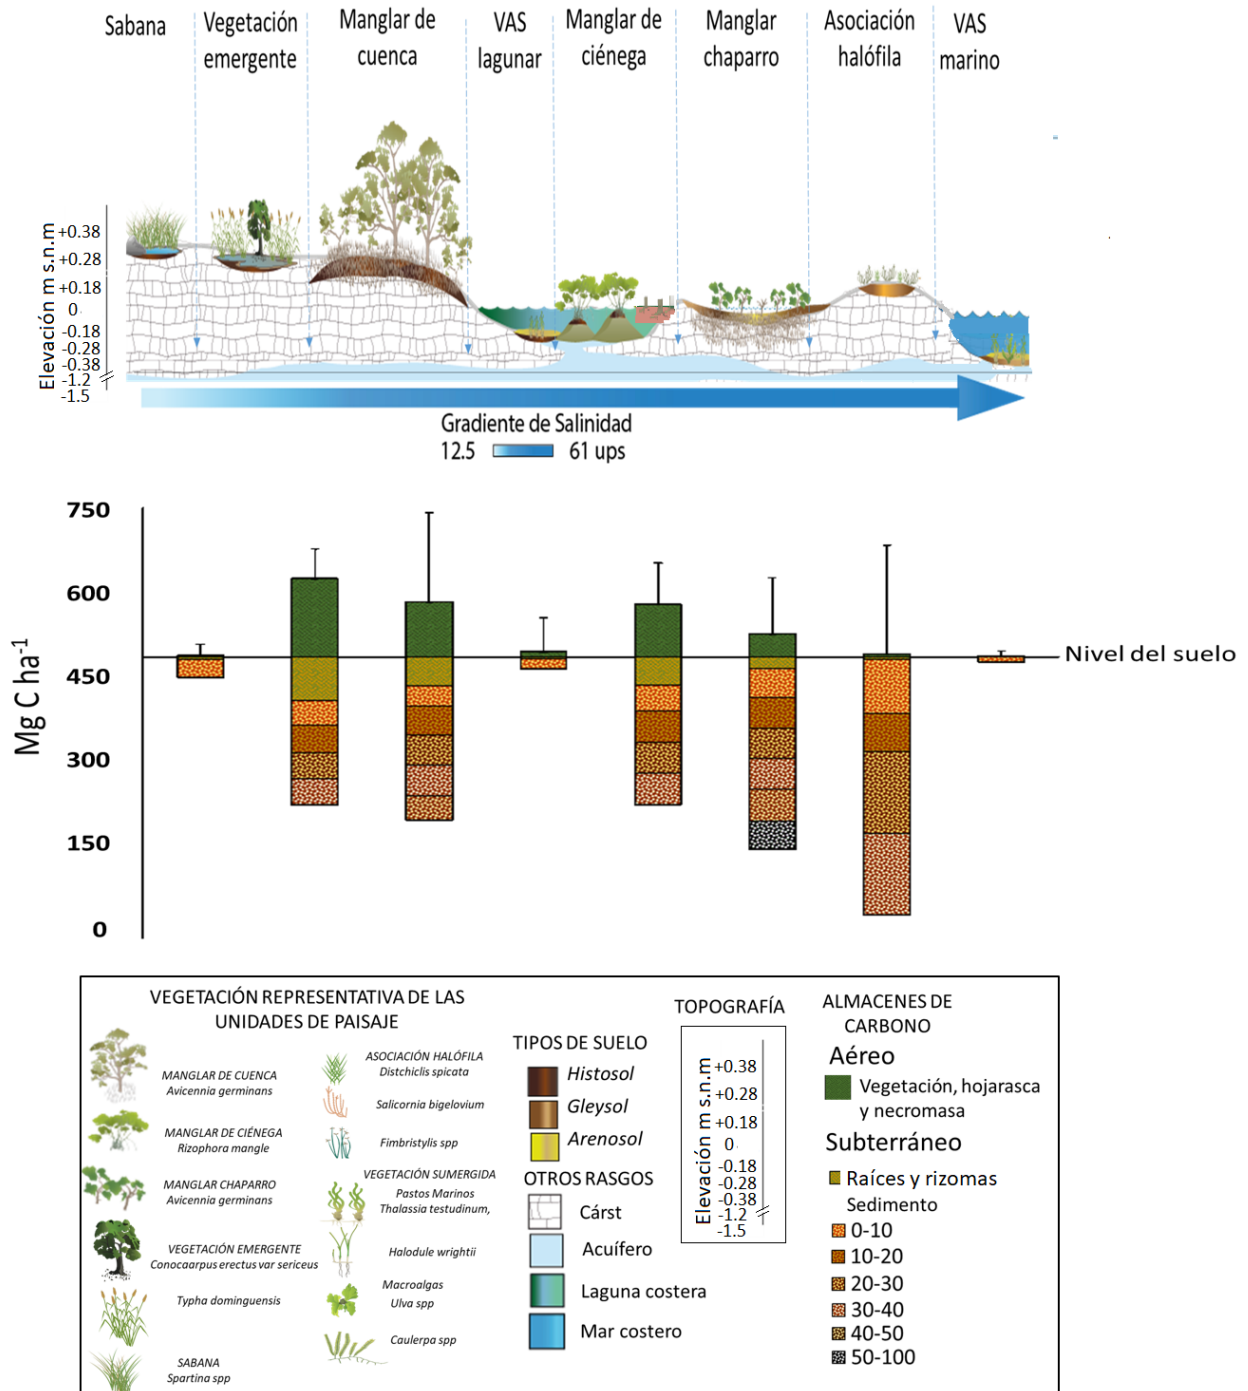 Sabana
Vegetación
emergente
Manglar de
cuenca
VAS
lagunar
Manglar de
ciénega
Manglar
chaparro
Asociación
halófila
VAS
marino
Elevación m s.n.m
+0.38
+0.28
+0.18
0
-0.18
-0.28
-0.38
-1.2
-1.5
Gradiente de Salinidad
12.5 61 ups
Mg C ha-1
750
600
450
300
150
0
Nivel del suelo
VEGETACIÓN REPRESENTATIVA DE LAS
UNIDADES DE PAISAJE
MANGLAR DE CUENCA
Avicennia germinans
MANGLAR DE CIÉNEGA
Rizophora mangle
MANGLAR CHAPARRO
Avicennia germinans
VEGETACIÓN EMERGENTE
Conocaarpus erectus var sericeus
Typha dominguensis
SABANA
Spartina spp
ASOCIACIÓN HALÓFILA
Distchiclis spicata
Salicornia bigelovium
Fimbristylis spp
VEGETACIÓN SUMERGIDA
Pastos Marinos
Thalassia testudinum,
Halodule wrightii
Macroalgas
Ulva spp
Caulerpa spp
TIPOS DE SUELO
Histosol
Gleysol
Arenosol
OTROS RASGOS
Cárst
Acuífero
Laguna costera
Mar costero
TOPOGRAFÍA
Elevación m s.n.m
+0.38
+0.28
+0.18
0
-0.18
-0.28
-0.38
-1.2
-1.5
ALMACENES DE
CARBONO
Aéreo
Vegetación, hojarasca
y necromasa
Subterráneo
Raíces y rizomas
Sedimento
0-10
10-20
20-30
30-40
40-50
50-100